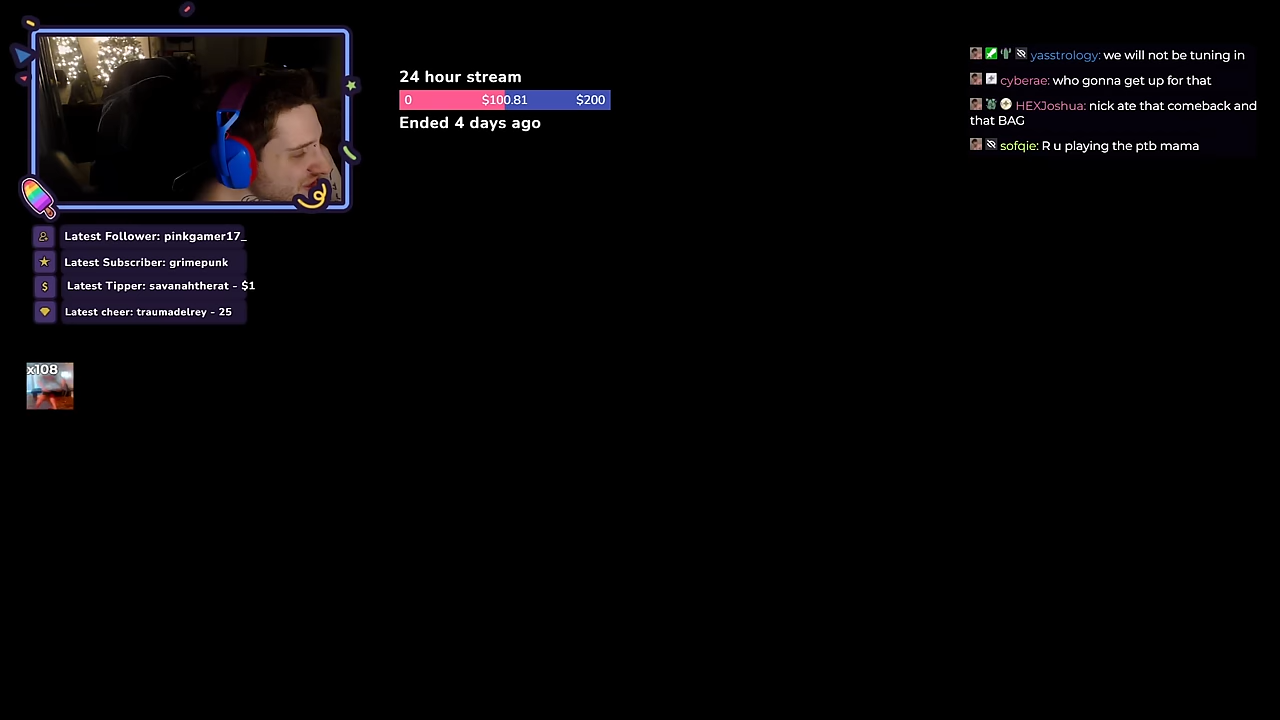 24 hour stream
0 $100.81 $200
Ended 4 days ago
Latest Follower: pinkgamer17_
Latest Subscriber: grimepunk
Latest Tipper: savanahtherat - $1
Latest cheer: traumadelrey - 25
x108
yasstrology: we will not be tuning in
cyberae: who gonna get up for that
HEXJoshua: nick ate that comeback and
that BAG
sofqie: R u playing the ptb mama